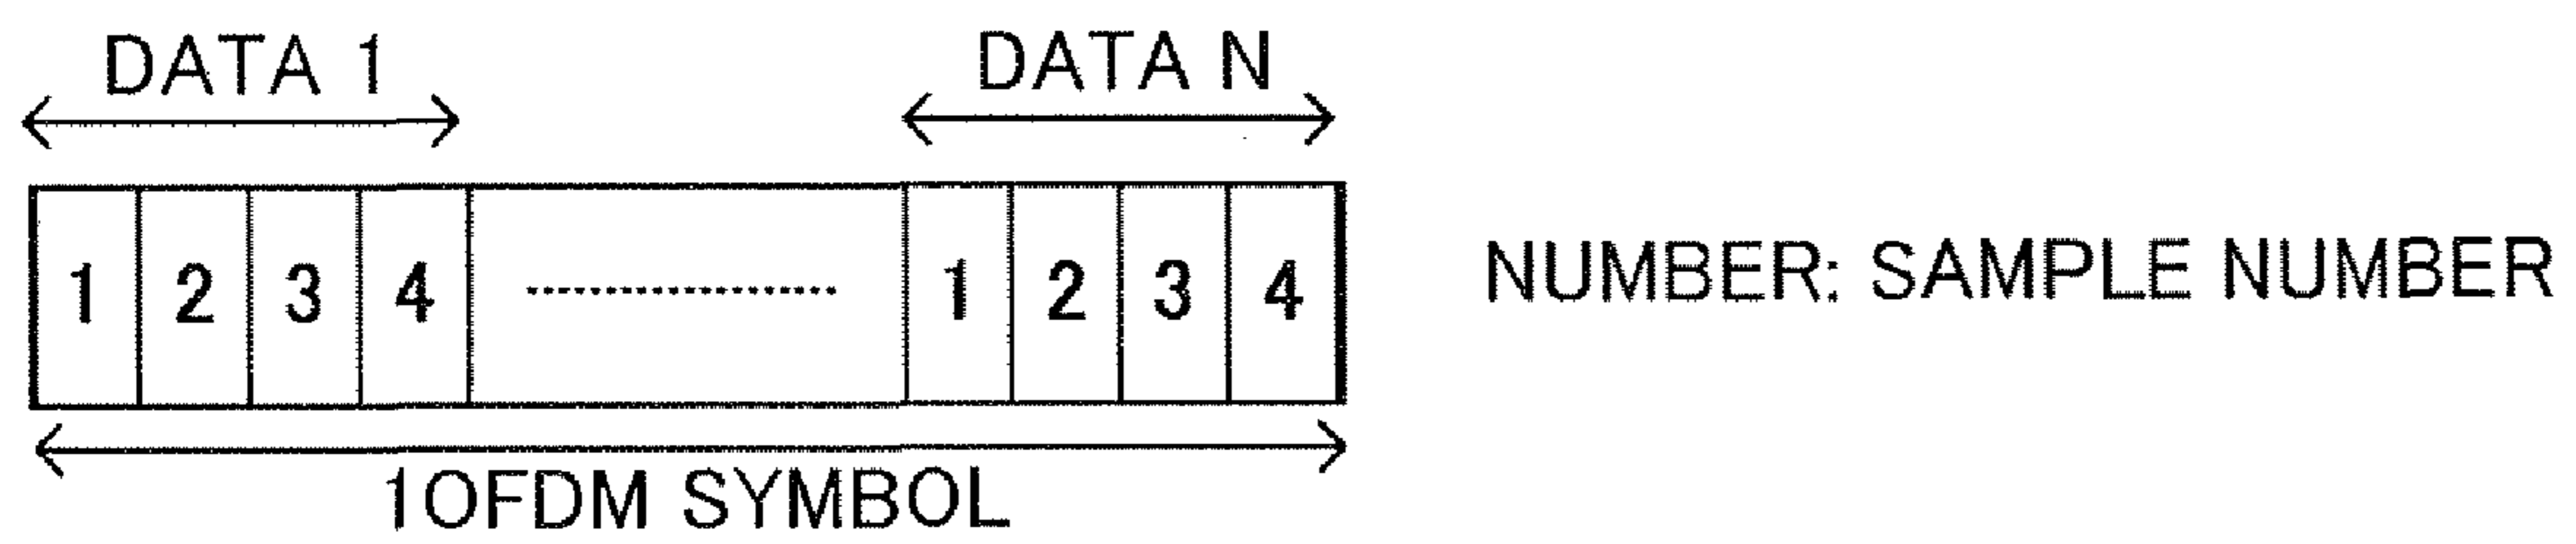 DATA 1 DATA N
1 2 3 4 1 2 3 4 NUMBER: SAMPLE NUMBER
1OFDM SYMBOL